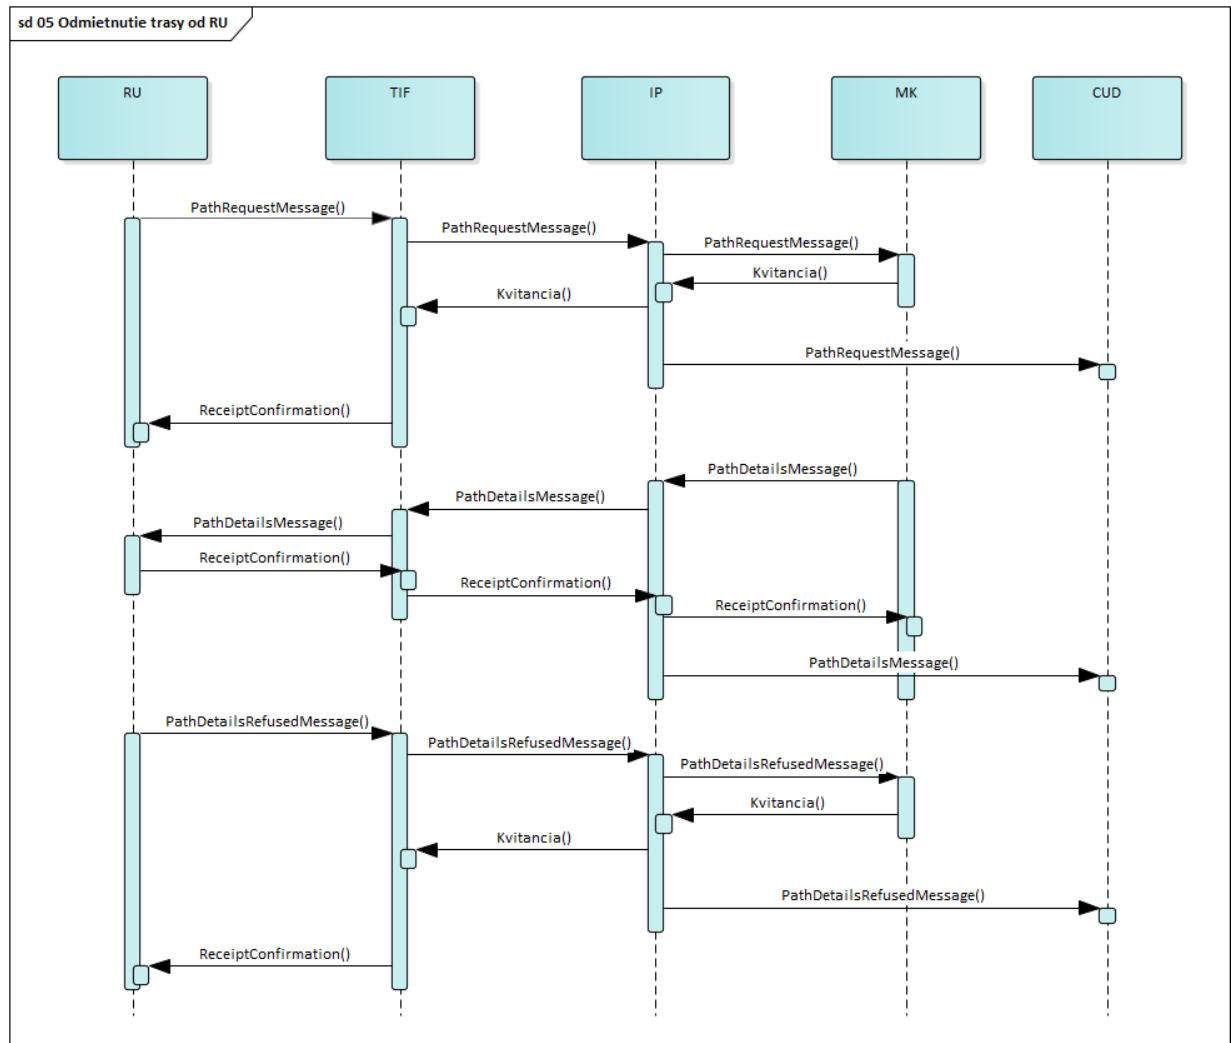 sd 05 Odmietnutie trasy od RU
RU
TIF
IP
MK
CUD
PathRequestMessage()
PathRequestMessage()
PathRequestMessage()
Kvitancia()
Kvitancia()
PathRequestMessage()
ReceiptConfirmation()
PathDetailsMessage()
PathDetailsMessage()
PathDetailsMessage()
ReceiptConfirmation()
ReceiptConfirmation()
ReceiptConfirmation()
PathDetailsMessage()
PathDetailsRefusedMessage()
PathDetailsRefusedMessage()
PathDetailsRefusedMessage()
Kvitancia()
Kvitancia()
PathDetailsRefusedMessage()
ReceiptConfirmation()